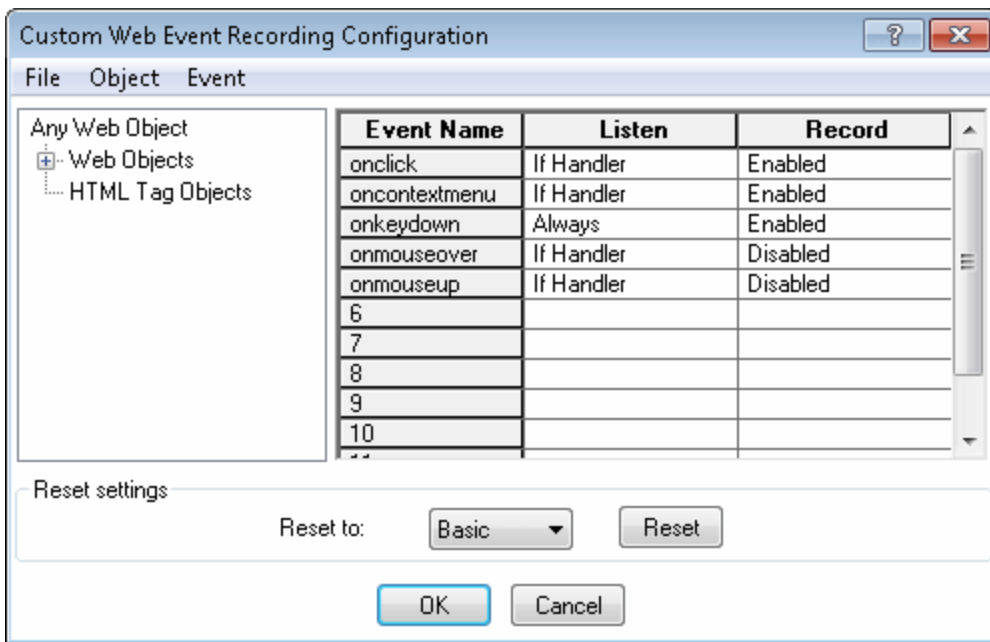 Custom Web Event Recording Configuration
?
File Object Event
Any Web Object
Web Objects
HTML Tag Objects
Event Name Listen Record
onclick If Handler Enabled
oncontextmenu If Handler Enabled
onkeydown Always Enabled
onmouseover If Handler Disabled
onmouseup If Handler Disabled
6
7
8
9
10
Reset settings
Reset to: Basic Reset
OK Cancel